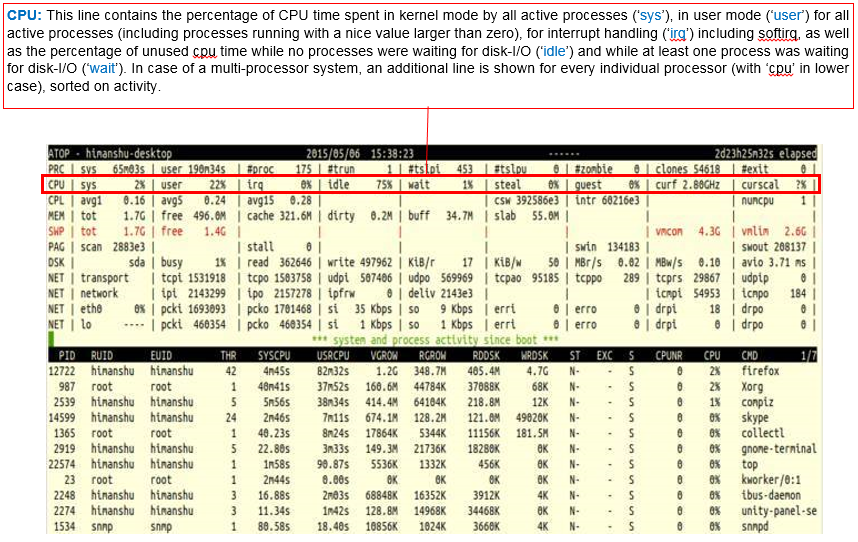 CPU: This line contains the percentage of CPU time spent in kernel mode by all active processes (‘sys’), in user mode (‘user’) for all
active processes (including processes running with a nice value larger than zero), for interrupt handling (‘irq’) including softirq, as well
as the percentage of unused cpu time while no processes were waiting for disk-I/O (‘idle’) and while at least one process was waiting
for disk-I/O (‘wait’). In case of a multi-processor system, an additional line is shown for every individual processor (with ‘cpu’ in lower
case), sorted on activity.
ATOP - himanshu-desktop 2015/05/06 15:38:23 ------ 2d23h25m32s elapsed
PRC | sys 65m03s | user 190m34s | #proc 175 | #trun 1 | #tslpi 453 | #tslpu 0 | #zombie 0 | clones 54618 | #exit 0 |
CPU | sys 2% | user 22% | irq 0% | idle 75% | wait 1% | steal 0% | guest 0% | curf 2.80GHz | curscal ?% |
CPL | avg1 0.16 | avg5 0.24 | avg15 0.28 | | | csw 392586e3 | intr 60216e3 | | numcpu 1 |
MEM | tot 1.7G | free 496.0M | cache 321.6M | dirty 0.2M | buff 34.7M | slab 55.0M | | | |
SWP | tot 1.7G | free 1.4G | | | | | | vmcom 4.3G | vmlim 2.6G |
PAG | scan 2883e3 | | stall 0 | | | | swin 134183 | | swout 208137 |
DSK | sda | busy 1% | read 362646 | write 497962 | KiB/r 17 | KiB/w 50 | MBr/s 0.02 | MBw/s 0.10 | avio 3.71 ms |
NET | transport | tcpi 1531918 | tcpo 1503758 | udpi 507406 | udpo 569969 | tcpao 95185 | tcppo 289 | tcprs 29867 | udpip 0 |
NET | network | ipi 2143299 | ipo 2157278 | ipfrw 0 | deliv 2143e3 | | | icmpi 54953 | icmpo 184 |
NET | eth0 0% | pcki 1693093 | pcko 1701468 | si 35 Kbps | so 9 Kbps | erri 0 | erro 0 | drpi 18 | drpo 0 |
NET | lo ---- | pcki 460354 | pcko 460354 | si 1 Kbps | so 1 Kbps | erri 0 | erro 0 | drpi 0 | drpo 0 |
*** system and process activity since boot ***
PID RUID EUID THR SYSCPU USRCPU VGROW RGROW RDDSK WRDSK ST EXC S CPUNR CPU CMD 1/7
12722 himanshu himanshu 42 4m45s 82m32s 1.2G 348.7M 405.4M 4.7G N- - S 0 2% firefox
987 root root 1 40m41s 37m52s 160.6M 44784K 37088K 68K N- - S 0 2% Xorg
2539 himanshu himanshu 5 5m56s 38m34s 414.4M 64104K 218.8M 12K N- - S 0 1% compiz
14599 himanshu himanshu 24 2m46s 7m11s 674.1M 128.2M 121.0M 49020K N- - S 0 0% skype
1365 root root 1 40.23s 8m24s 17864K 5344K 11156K 181.5M N- - S 0 0% collectl
2919 himanshu himanshu 5 22.80s 3m33s 149.3M 21736K 18280K 0K N- - S 0 0% gnome-terminal
22574 himanshu himanshu 1 1m58s 90.87s 5536K 1332K 456K 0K N- - S 0 0% top
23 root root 1 2m44s 0.00s 0K 0K 0K 0K N- - S 0 0% kworker/0:1
2248 himanshu himanshu 3 16.88s 2m03s 68848K 16352K 3912K 4K N- - S 0 0% ibus-daemon
2274 himanshu himanshu 3 11.34s 1m42s 128.8M 14968K 34468K 0K N- - S 0 0% unity-panel-se
1534 snmp snmp 1 80.58s 18.40s 10856K 1024K 3660K 4K N- - S 0 0% snmpd